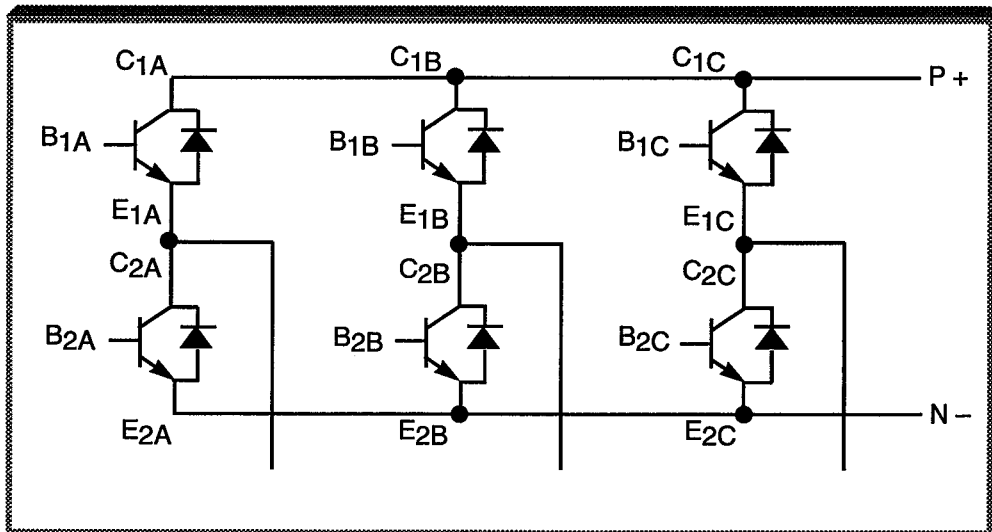 C1A C1B C1C P +
B1A B1B B1C
E1A E1B E1C
C2A C2B C2C
B2A B2B B2C
E2A E2B E2C N –